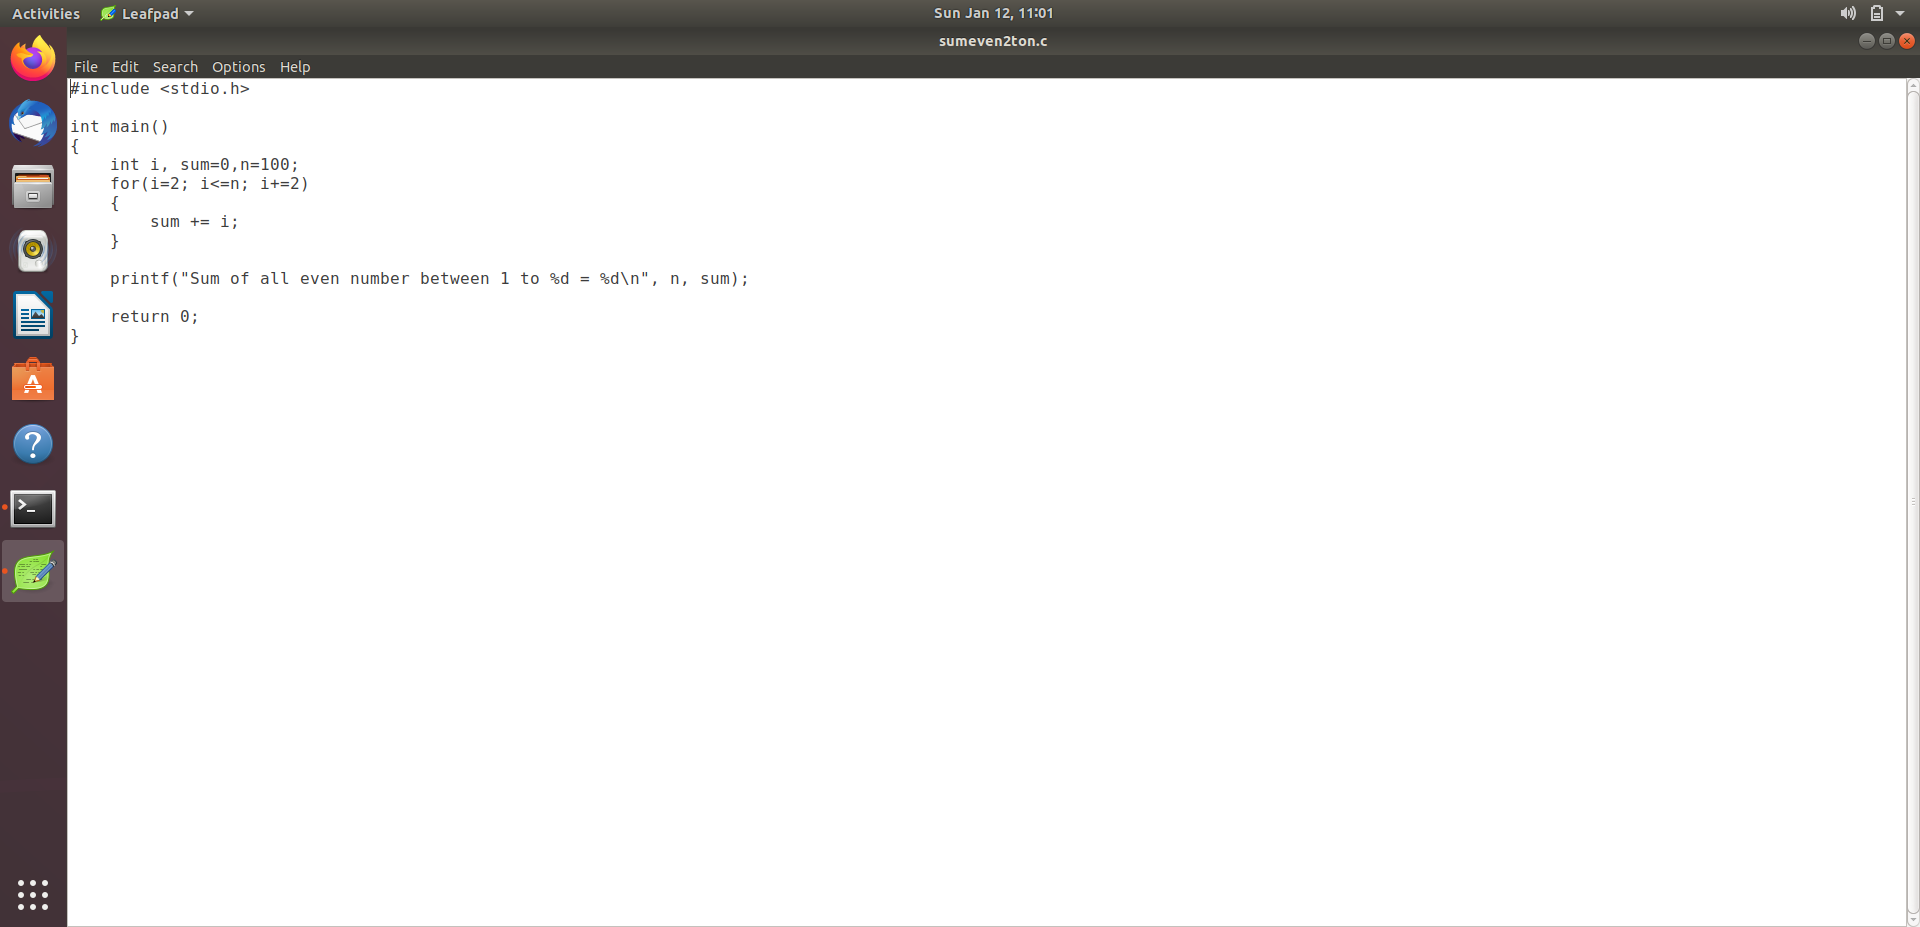 Activities Leafpad Sun Jan 12, 11:01
sumeven2ton.c
File Edit Search Options Help
#include <stdio.h>

int main()
{
    int i, sum=0,n=100;
    for(i=2; i<=n; i+=2)
    {
        sum += i;
    }

    printf("Sum of all even number between 1 to %d = %d\n", n, sum);

    return 0;
}